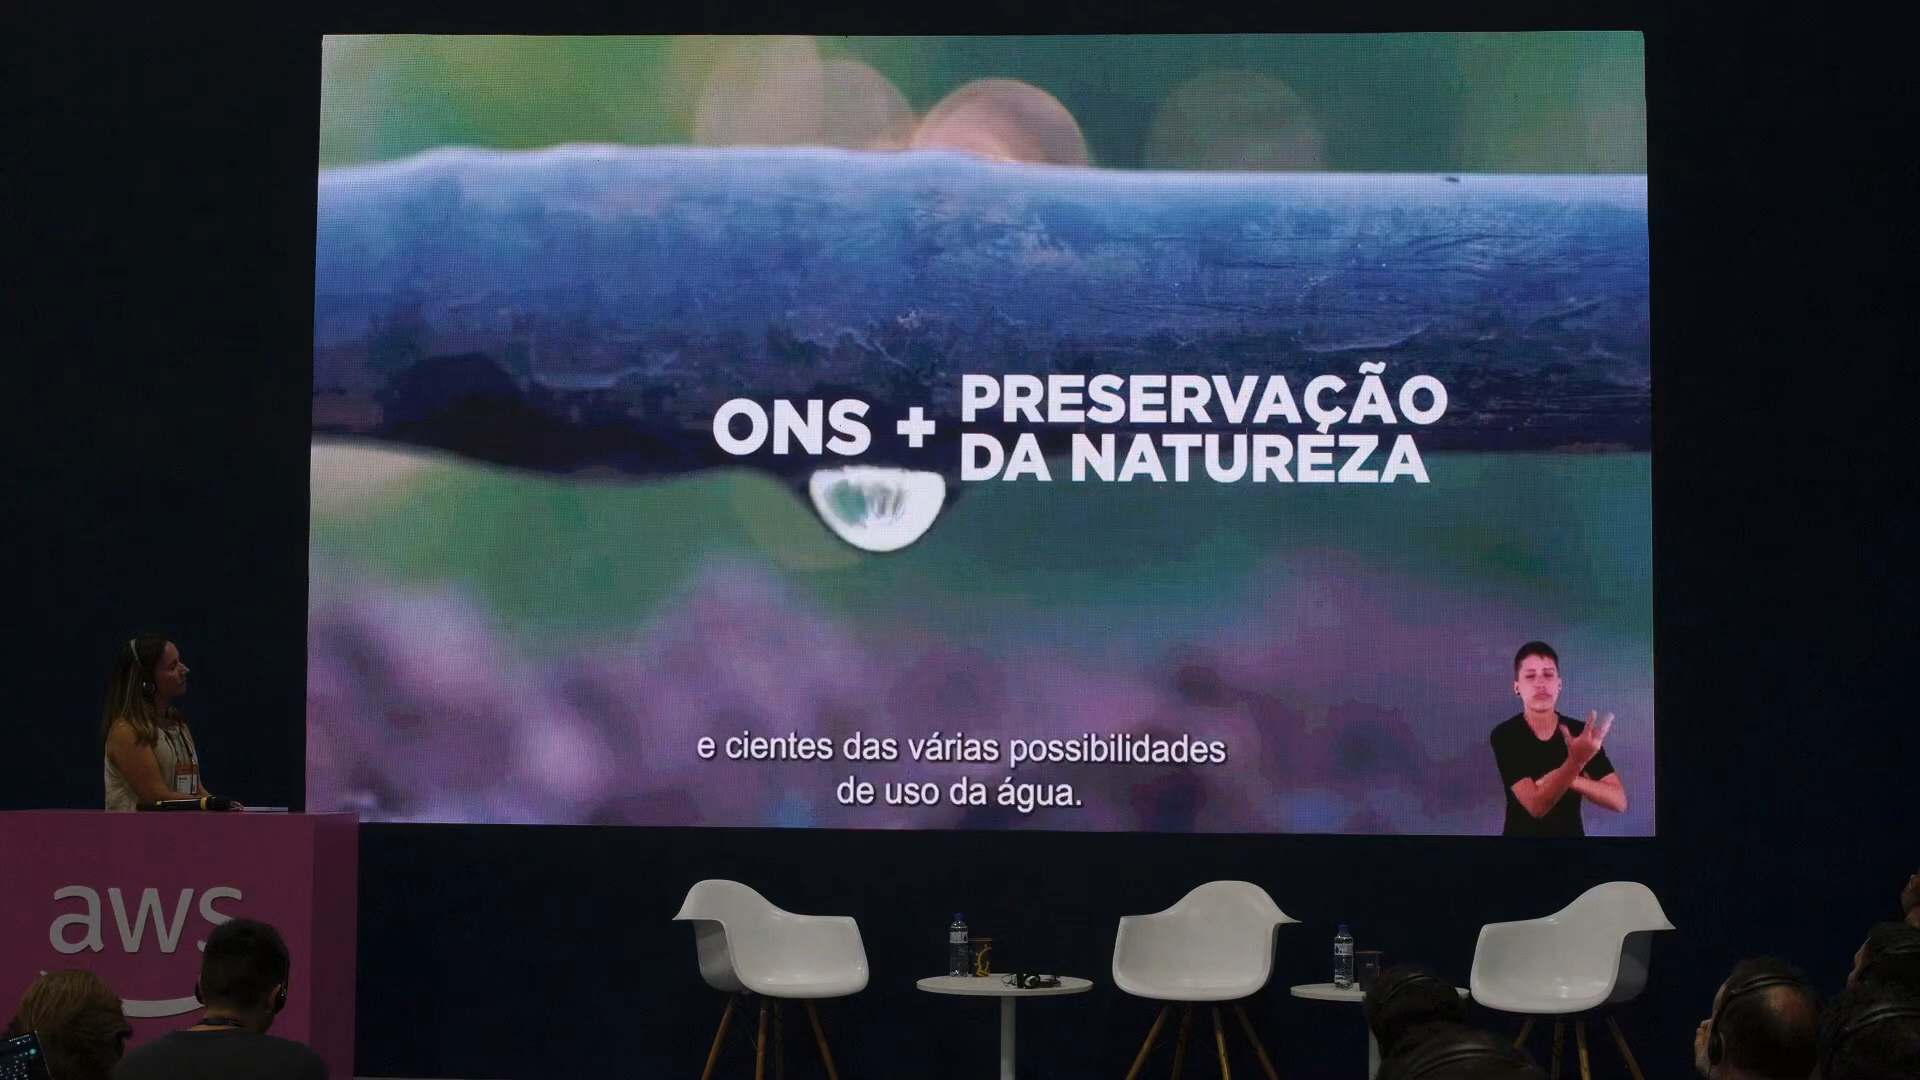 ONS + PRESERVAÇÃO
DA NATUREZA
e cientes das várias possibilidades
de uso da água.
aws